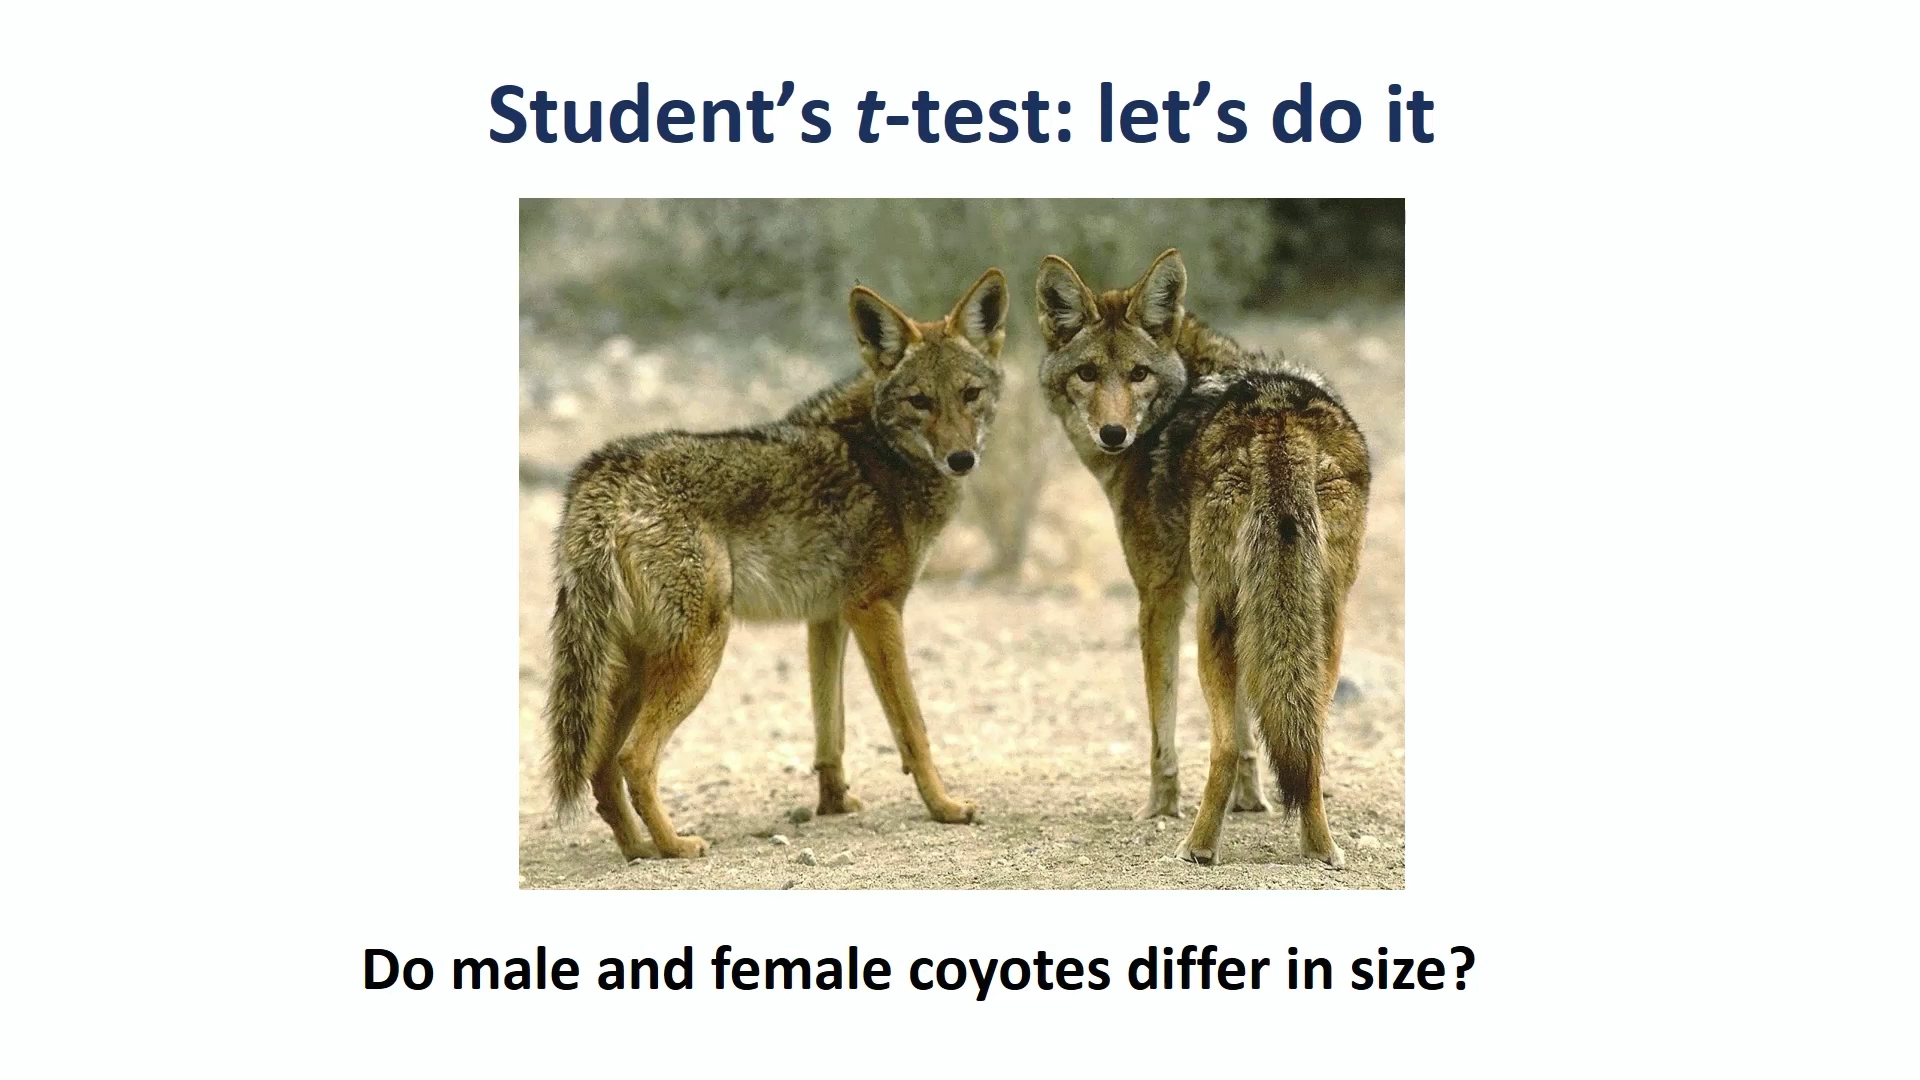 Student’s t-test: let’s do it
Do male and female coyotes differ in size?